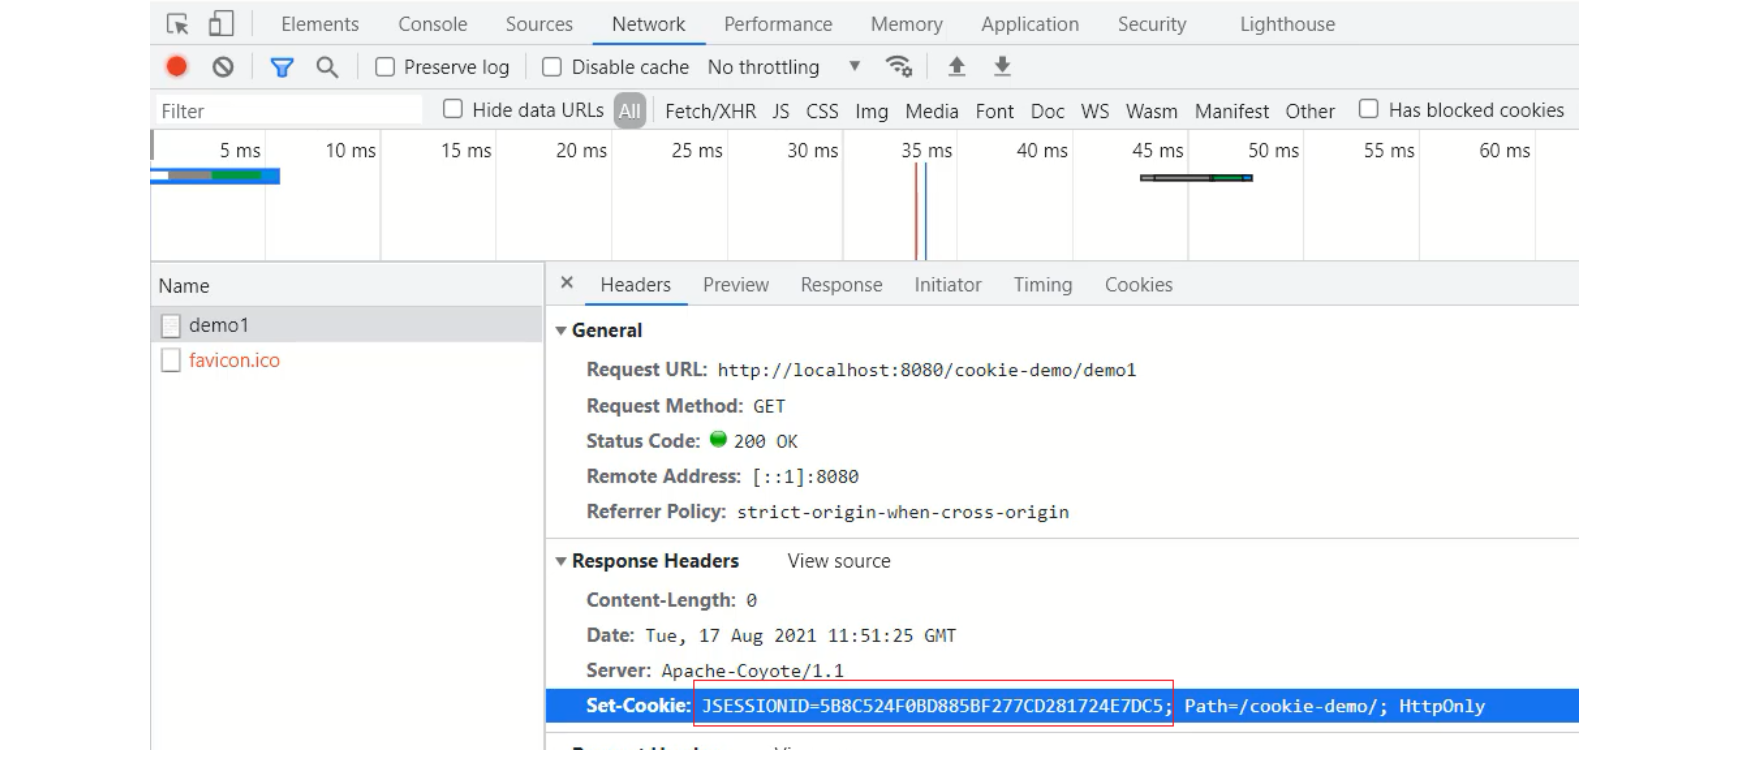 Elements Console Sources Network Performance Memory Application Security Lighthouse
Preserve log Disable cache No throttling
Filter Hide data URLs All Fetch/XHR JS CSS Img Media Font Doc WS Wasm Manifest Other Has blocked cookies
5 ms 10 ms 15 ms 20 ms 25 ms 30 ms 35 ms 40 ms 45 ms 50 ms 55 ms 60 ms
Name
demo1
favicon.ico
Headers Preview Response Initiator Timing Cookies
General
Request URL: http://localhost:8080/cookie-demo/demo1
Request Method: GET
Status Code: 200 OK
Remote Address: [::1]:8080
Referrer Policy: strict-origin-when-cross-origin
Response Headers View source
Content-Length: 0
Date: Tue, 17 Aug 2021 11:51:25 GMT
Server: Apache-Coyote/1.1
Set-Cookie: JSESSIONID=5B8C524F0BD885BF277CD281724E7DC5; Path=/cookie-demo/; HttpOnly